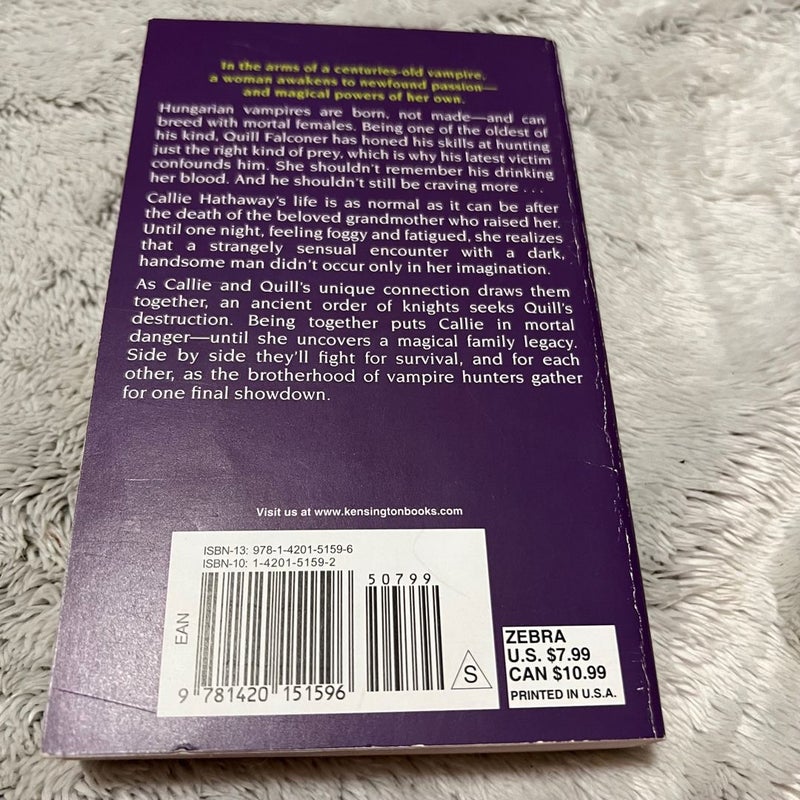 In the arms of a centuries-old vampire,
a woman awakens to newfound passion—
and magical powers of her own.
Hungarian vampires are born, not made—and can
breed with mortal females. Being one of the oldest of
his kind, Quill Falconer has honed his skills at hunting
just the right kind of prey, which is why his latest victim
confounds him. She shouldn't remember his drinking
her blood. And he shouldn't still be craving more . . .
Callie Hathaway's life is as normal as it can be after
the death of the beloved grandmother who raised her.
Until one night, feeling foggy and fatigued, she realizes
that a strangely sensual encounter with a dark,
handsome man didn't occur only in her imagination.
As Callie and Quill's unique connection draws them
together, an ancient order of knights seeks Quill's
destruction. Being together puts Callie in mortal
danger—until she uncovers a magical family legacy.
Side by side they'll fight for survival, and for each
other, as the brotherhood of vampire hunters gather
for one final showdown.
Visit us at www.kensingtonbooks.com
ISBN-13: 978-1-4201-5159-6
ISBN-10: 1-4201-5159-2
50799
EAN
9 781420 151596
S
ZEBRA
U.S. $7.99
CAN $10.99
PRINTED IN U.S.A.